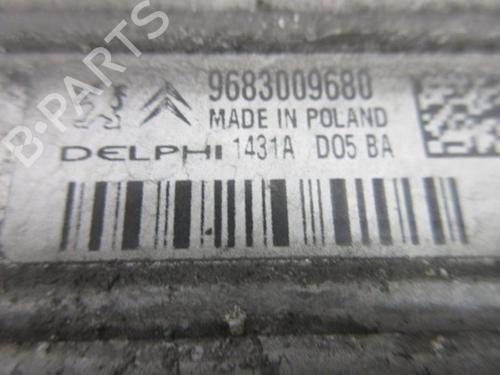 9683009680
MADE IN POLAND
DELPHI 1431A D05 BA
B-PARTS